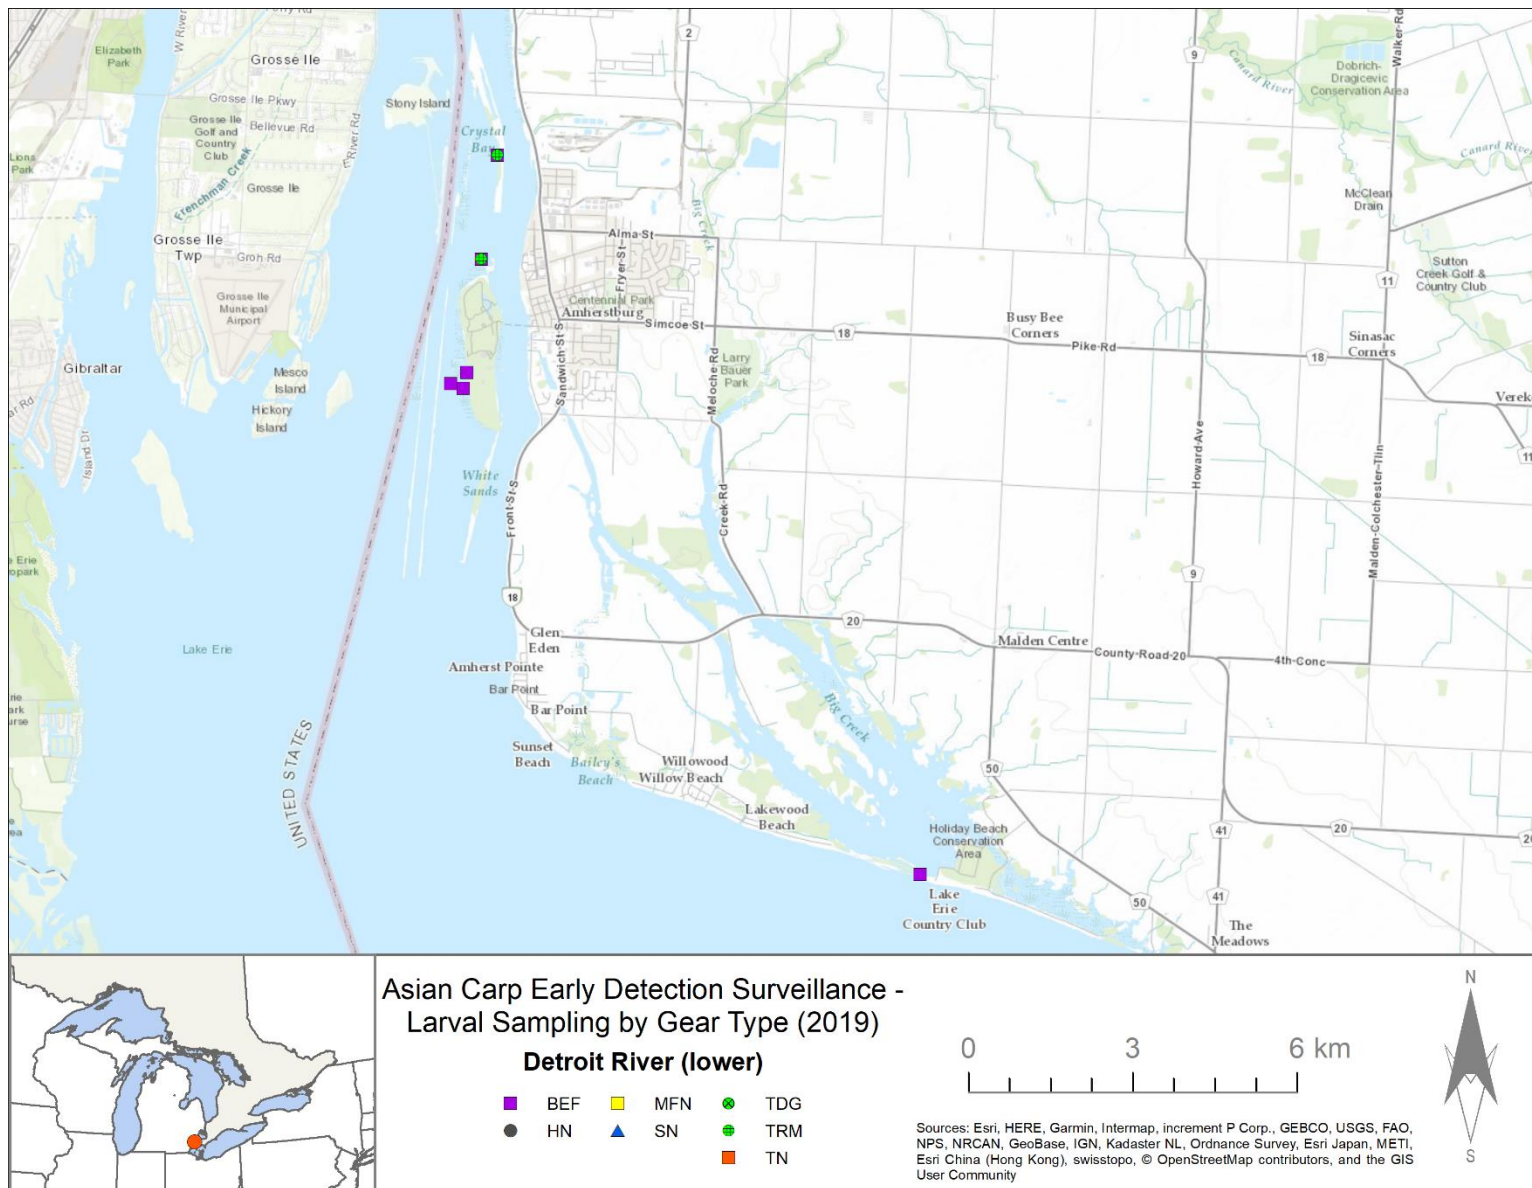 Ferry Rd
W River
Elizabeth
Park
Grosse Ile
Grosse Ile Pkwy
Bellevue Rd
Grosse Ile
Golf and
Country
Club
Lions
Park
Frenchman Creek
E River Rd
Grosse Ile
Grosse Ile
Twp
Groh Rd
Grosse Ile
Municipal
Airport
Gibraltar
Mesco
Island
Hickory
Island
Island Dr
Stony Island
Crystal
Bay
2
9
Walker Rd
Dobrich-
Dragicevic
Conservation Area
Canard River
Canard River
McClean
Drain
Big Creek
Alma St
Fryer St
Centennial Park
Amherstburg
Simcoe St
Sandwich St S
Meloche Rd
Larry
Bauer
Park
18
Busy Bee
Corners
Pike Rd
18
Sutton
Creek Golf &
Country Club
11
Sinasac
Corners
11
White
Sands
Front St S
Creek Rd
Howard Ave
Malden-Colchester Tlin
9
18
Glen
Eden
20
Malden Centre
County Road 20
4th Conc
Lake Erie
Amherst Pointe
Bar Point
Bar Point
Big Creek
Sunset
Beach
Bailey's
Beach
Willowood
Willow Beach
50
Lakewood
Beach
Holiday Beach
Conservation
Area
41
20
Lake
Erie
Country Club
50
41
The
Meadows
UNITED STATES
Asian Carp Early Detection Surveillance -
Larval Sampling by Gear Type (2019)
Detroit River (lower)
BEF MFN TDG
HN SN TRM
TN
0 3 6 km
N
S
Sources: Esri, HERE, Garmin, Intermap, increment P Corp., GEBCO, USGS, FAO,
NPS, NRCAN, GeoBase, IGN, Kadaster NL, Ordnance Survey, Esri Japan, METI,
Esri China (Hong Kong), swisstopo, © OpenStreetMap contributors, and the GIS
User Community